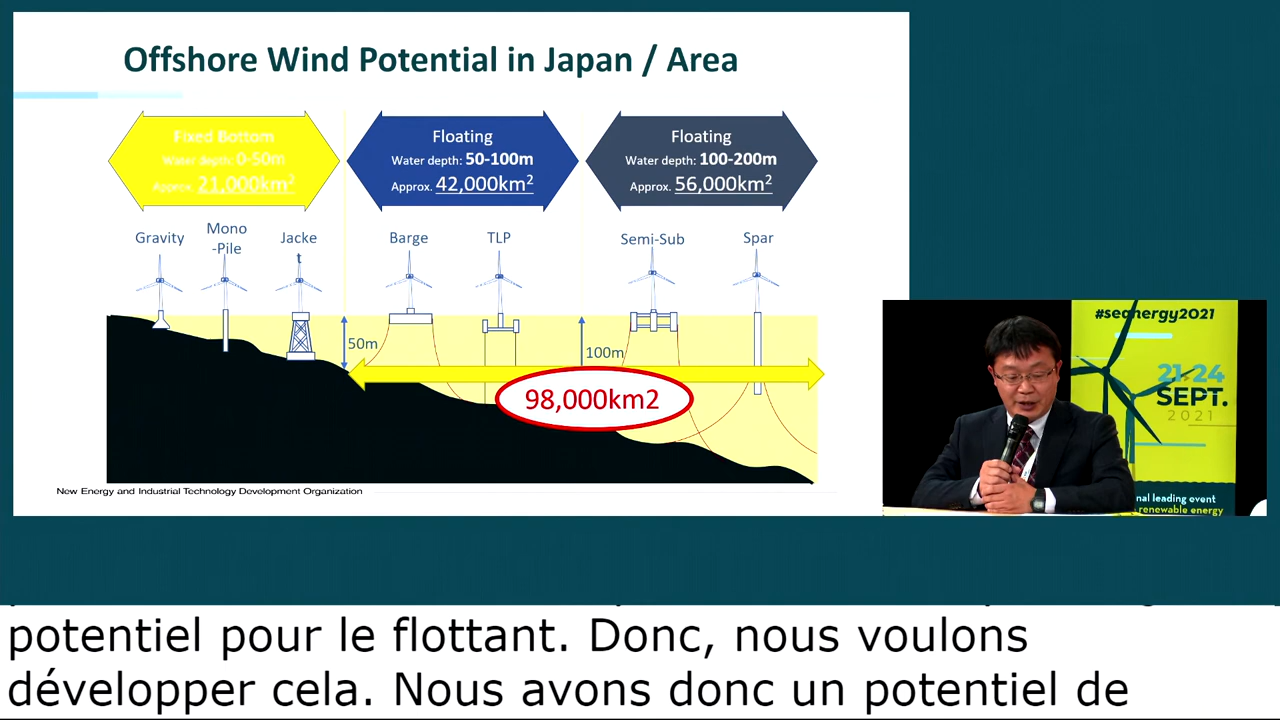 Offshore Wind Potential in Japan / Area
Fixed Bottom
Water depth: 0-50m
Approx. 21,000km2
Floating
Water depth: 50-100m
Approx. 42,000km2
Floating
Water depth: 100-200m
Approx. 56,000km2
Gravity
Mono
-Pile
Jacke
t
Barge
TLP
Semi-Sub
Spar
50m
100m
98,000km2
New Energy and Industrial Technology Development Organization
#seanergy2021
21-24
SEPT.
2021
nal leading event
renewable energy
potentiel pour le flottant. Donc, nous voulons
développer cela. Nous avons donc un potentiel de